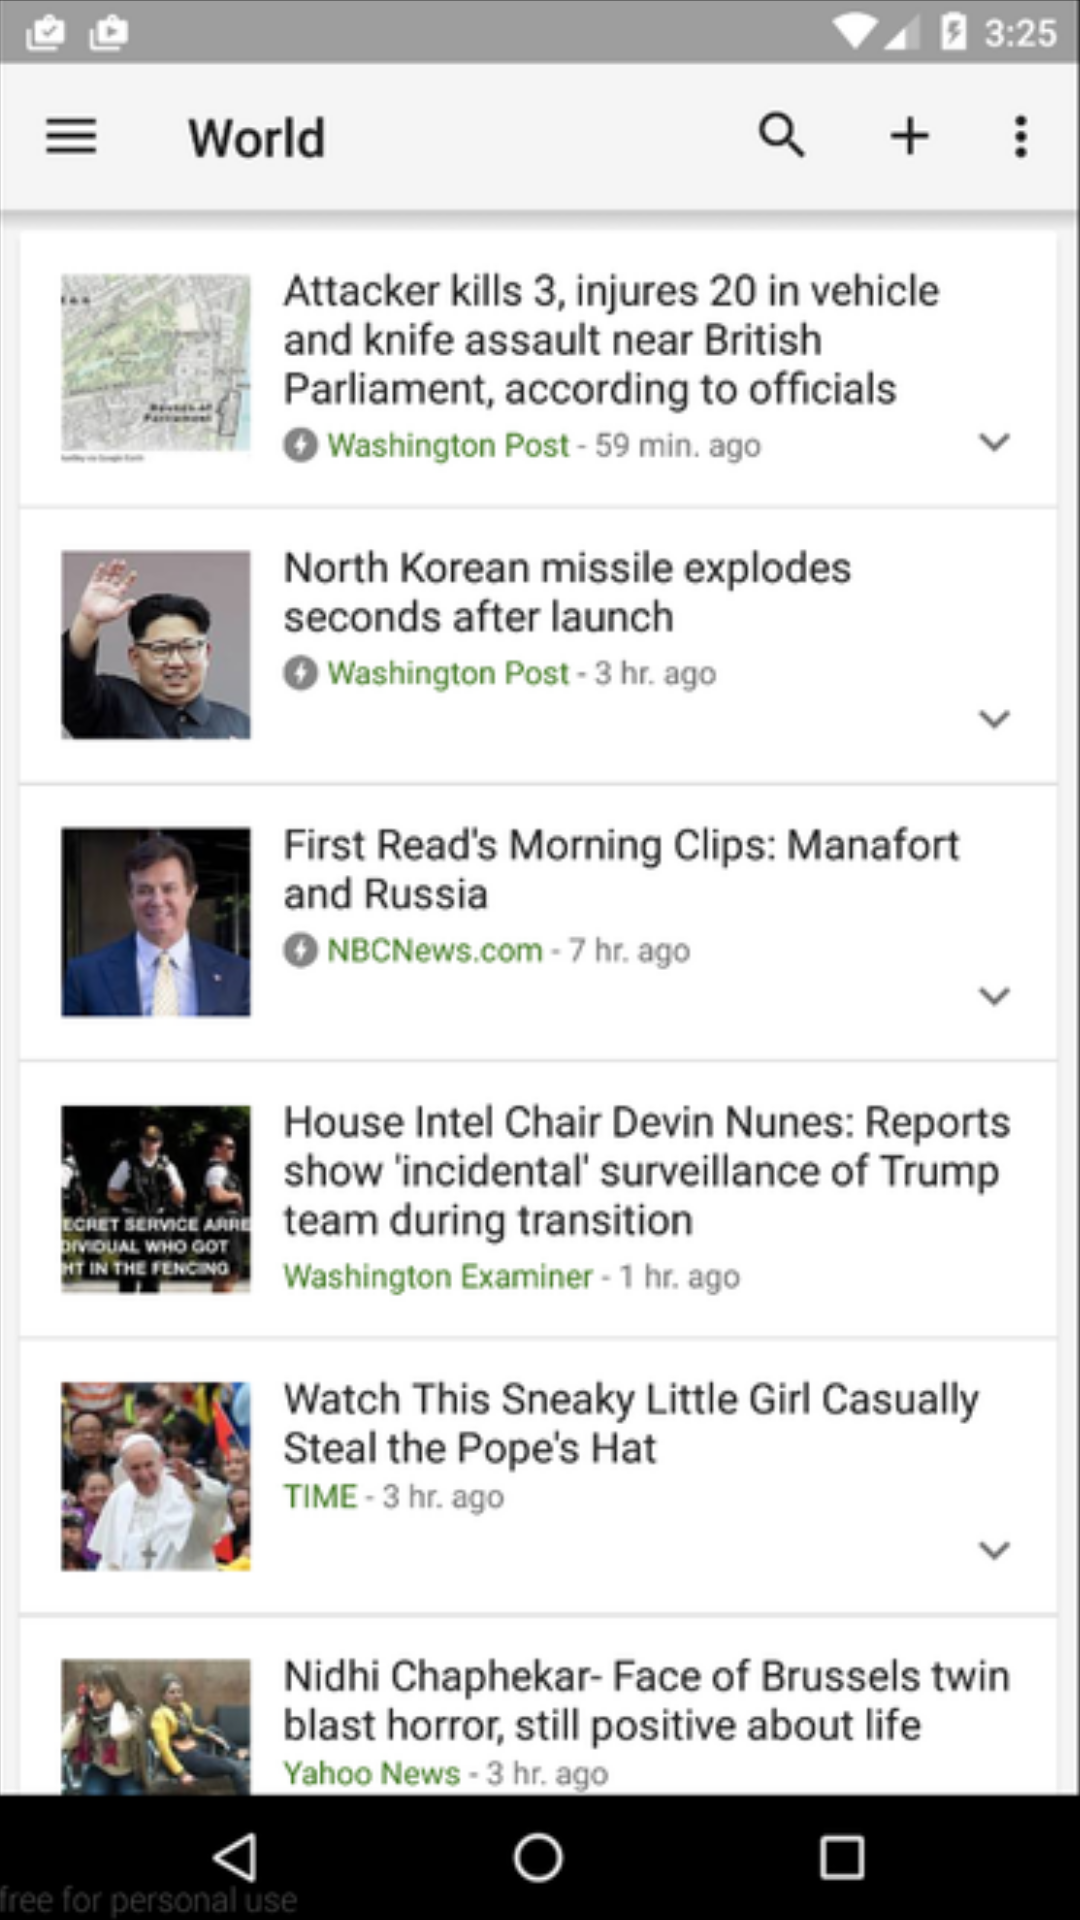 3:25
World
Attacker kills 3, injures 20 in vehicle
and knife assault near British
Parliament, according to officials
Houses of
Parliament
Washington Post - 59 min. ago
North Korean missile explodes
seconds after launch
Washington Post - 3 hr. ago
First Read's Morning Clips: Manafort
and Russia
NBCNews.com - 7 hr. ago
House Intel Chair Devin Nunes: Reports
show 'incidental' surveillance of Trump
team during transition
ECRET SERVICE ARRE
DIVIDUAL WHO GOT
HT IN THE FENCING
Washington Examiner - 1 hr. ago
Watch This Sneaky Little Girl Casually
Steal the Pope's Hat
TIME - 3 hr. ago
Nidhi Chaphekar- Face of Brussels twin
blast horror, still positive about life
Yahoo News - 3 hr. ago
free for personal use